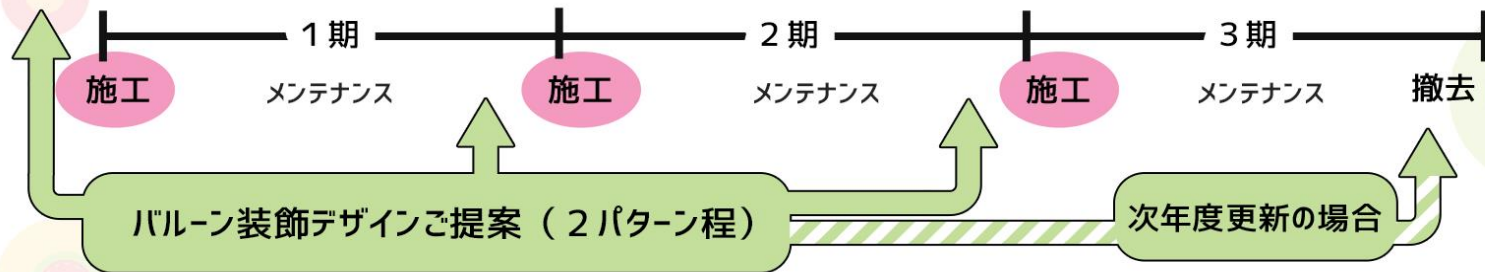 1期 2期 3期
施工 メンテナンス 施工 メンテナンス 施工 メンテナンス 撤去
バルーン装飾デザインご提案（2パターン程） 次年度更新の場合